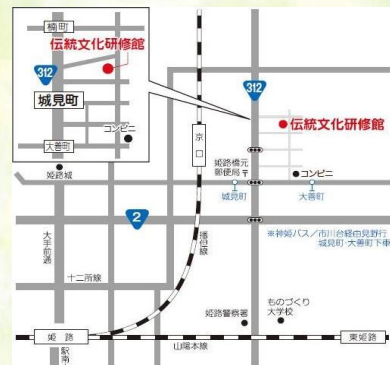 楠町
伝統文化研修館
312
城見町
コンビニ
大善町
姫路城
312
伝統文化研修館
京口
姫路橋元
郵便局〒
コンビニ
城見町
大善町
2
※神姫バス／市川台経由見野行
城見町・大善町下車
大手前通
播但線
十二所線
姫路警察署
ものづくり
大学校
姫路
山陽本線
東姫路
駅南